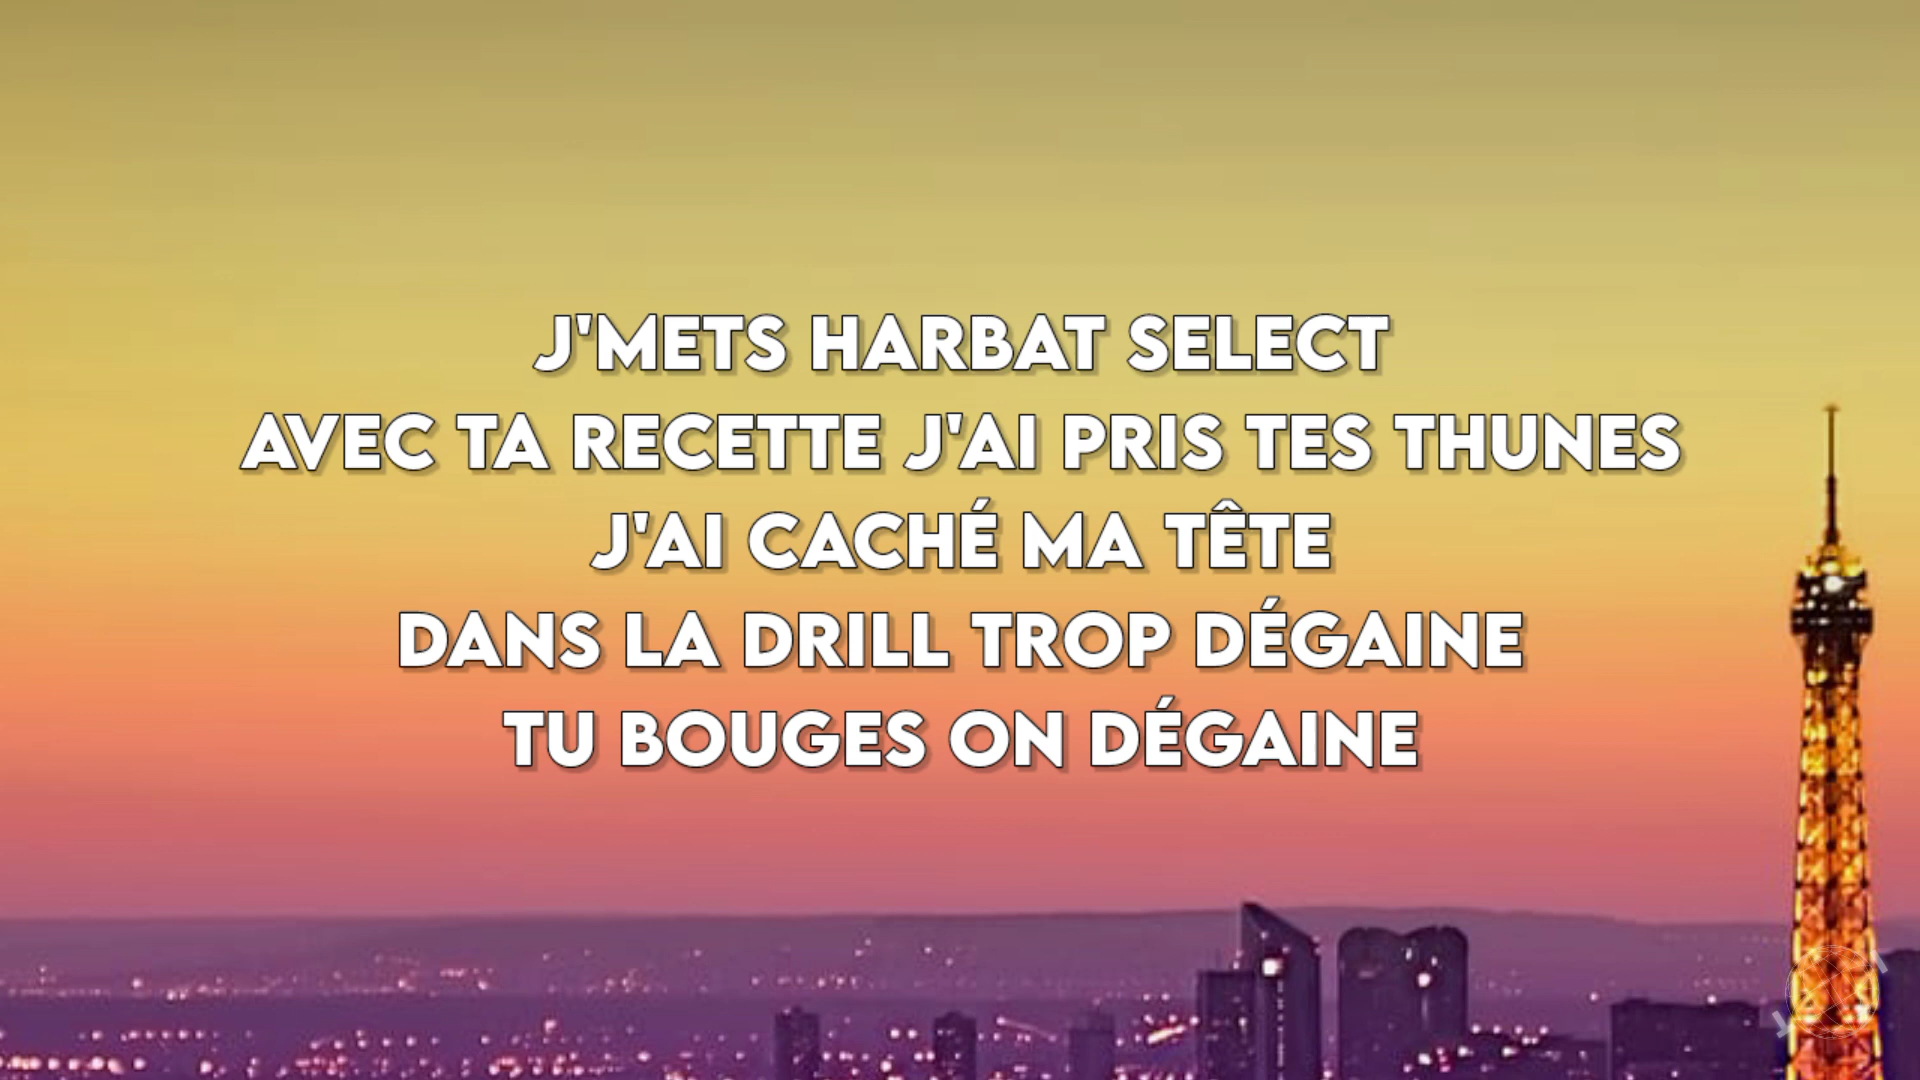 J'METS HARBAT SELECT
AVEC TA RECETTE J'AI PRIS TES THUNES
J'AI CACHÉ MA TÊTE
DANS LA DRILL TROP DÉGAINE
TU BOUGES ON DÉGAINE